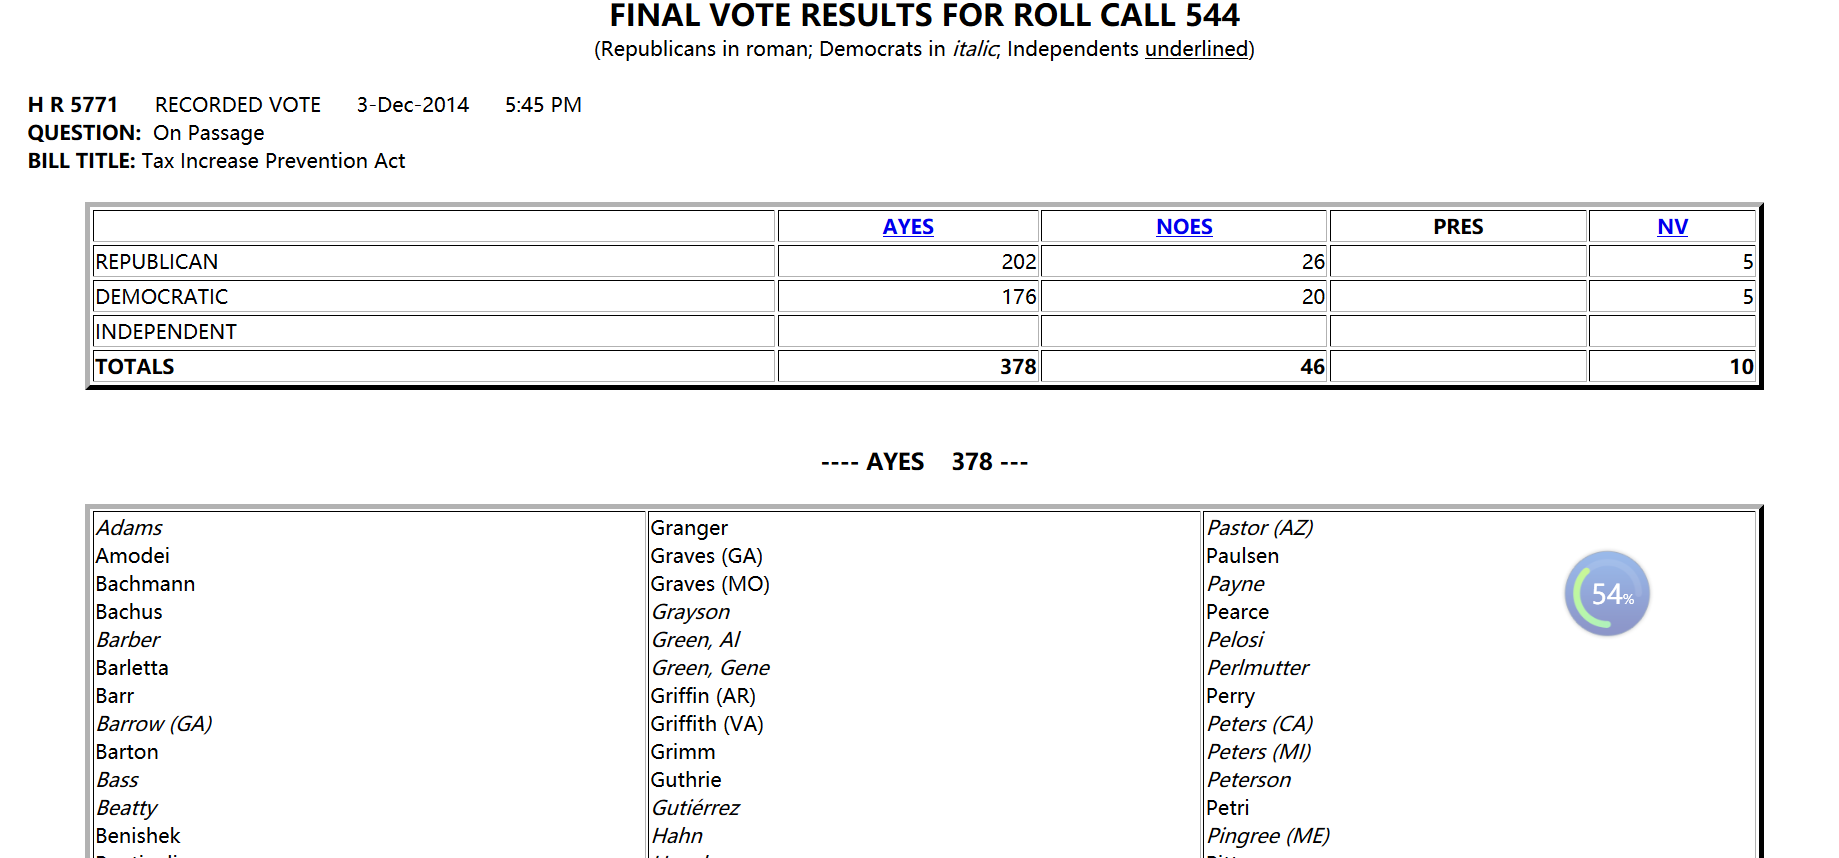 FINAL VOTE RESULTS FOR ROLL CALL 544
(Republicans in roman; Democrats in italic; Independents underlined)
H R 5771 RECORDED VOTE 3-Dec-2014 5:45 PM
QUESTION: On Passage
BILL TITLE: Tax Increase Prevention Act
AYES NOES PRES NV
REPUBLICAN 202 26 5
DEMOCRATIC 176 20 5
INDEPENDENT
TOTALS 378 46 10
---- AYES 378 ---
Adams
Amodei
Bachmann
Bachus
Barber
Barletta
Barr
Barrow (GA)
Barton
Bass
Beatty
Benishek
Granger
Graves (GA)
Graves (MO)
Grayson
Green, Al
Green, Gene
Griffin (AR)
Griffith (VA)
Grimm
Guthrie
Gutiérrez
Hahn
Pastor (AZ)
Paulsen
Payne
Pearce
Pelosi
Perlmutter
Perry
Peters (CA)
Peters (MI)
Peterson
Petri
Pingree (ME)
54%